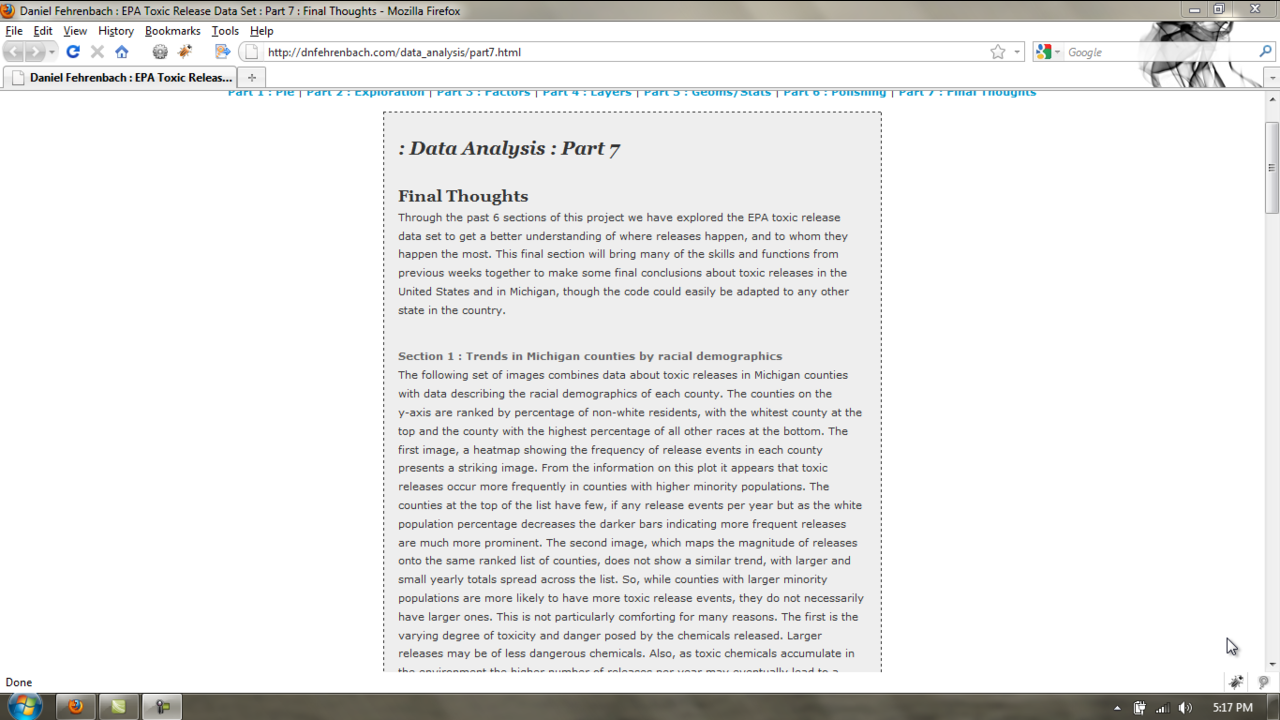 Daniel Fehrenbach : EPA Toxic Release Data Set : Part 7 : Final Thoughts - Mozilla Firefox
File Edit View History Bookmarks Tools Help
http://dnfehrenbach.com/data_analysis/part7.html
Google
Daniel Fehrenbach : EPA Toxic Releas...
Part 1 : Pie | Part 2 : Exploration | Part 3 : Factors | Part 4 : Layers | Part 5 : Geoms/Stats | Part 6 : Polishing | Part 7 : Final Thoughts
: Data Analysis : Part 7
Final Thoughts
Through the past 6 sections of this project we have explored the EPA toxic release
data set to get a better understanding of where releases happen, and to whom they
happen the most. This final section will bring many of the skills and functions from
previous weeks together to make some final conclusions about toxic releases in the
United States and in Michigan, though the code could easily be adapted to any other
state in the country.
Section 1 : Trends in Michigan counties by racial demographics
The following set of images combines data about toxic releases in Michigan counties
with data describing the racial demographics of each county. The counties on the
y-axis are ranked by percentage of non-white residents, with the whitest county at the
top and the county with the highest percentage of all other races at the bottom. The
first image, a heatmap showing the frequency of release events in each county
presents a striking image. From the information on this plot it appears that toxic
releases occur more frequently in counties with higher minority populations. The
counties at the top of the list have few, if any release events per year but as the white
population percentage decreases the darker bars indicating more frequent releases
are much more prominent. The second image, which maps the magnitude of releases
onto the same ranked list of counties, does not show a similar trend, with larger and
small yearly totals spread across the list. So, while counties with larger minority
populations are more likely to have more toxic release events, they do not necessarily
have larger ones. This is not particularly comforting for many reasons. The first is the
varying degree of toxicity and danger posed by the chemicals released. Larger
releases may be of less dangerous chemicals. Also, as toxic chemicals accumulate in
the environment the higher number of releases per year may eventually lead to a
Done
5:17 PM